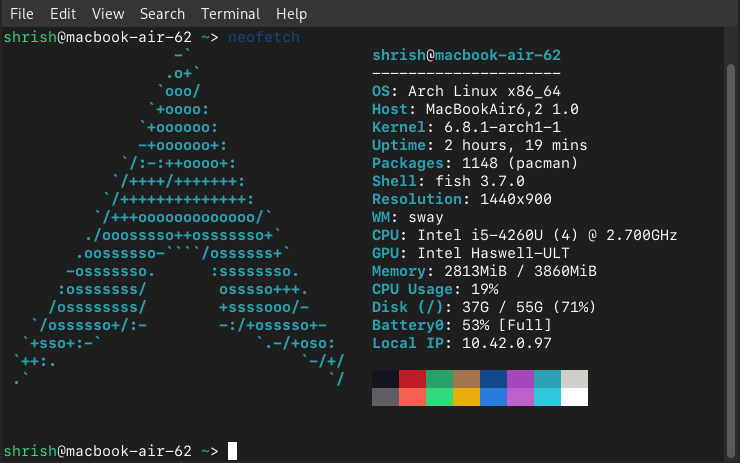 File Edit View Search Terminal Help
shrish@macbook-air-62 ~> neofetch
                   -`
                  .o+`
                 `ooo/
                `+oooo:
               `+oooooo:
               -+oooooo+:
             `/:-:++oooo+:
            `/++++/+++++++:
           `/++++++++++++++:
          `/+++ooooooooooooo/`
         ./ooosssso++osssssso+`
        .oossssso-````/ossssss+`
       -osssssso.      :ssssssso.
      :osssssss/        osssso+++.
     /ossssssss/        +ssssooo/-
   `/ossssso+/:-        -:/+osssso+-
  `+sso+:-`                 `.-/+oso:
 `++:.                           `-/+/
 .`                                 `/
shrish@macbook-air-62
---------------------
OS: Arch Linux x86_64
Host: MacBookAir6,2 1.0
Kernel: 6.8.1-arch1-1
Uptime: 2 hours, 19 mins
Packages: 1148 (pacman)
Shell: fish 3.7.0
Resolution: 1440x900
WM: sway
CPU: Intel i5-4260U (4) @ 2.700GHz
GPU: Intel Haswell-ULT
Memory: 2813MiB / 3860MiB
CPU Usage: 19%
Disk (/): 37G / 55G (71%)
Battery0: 53% [Full]
Local IP: 10.42.0.97
shrish@macbook-air-62 ~>